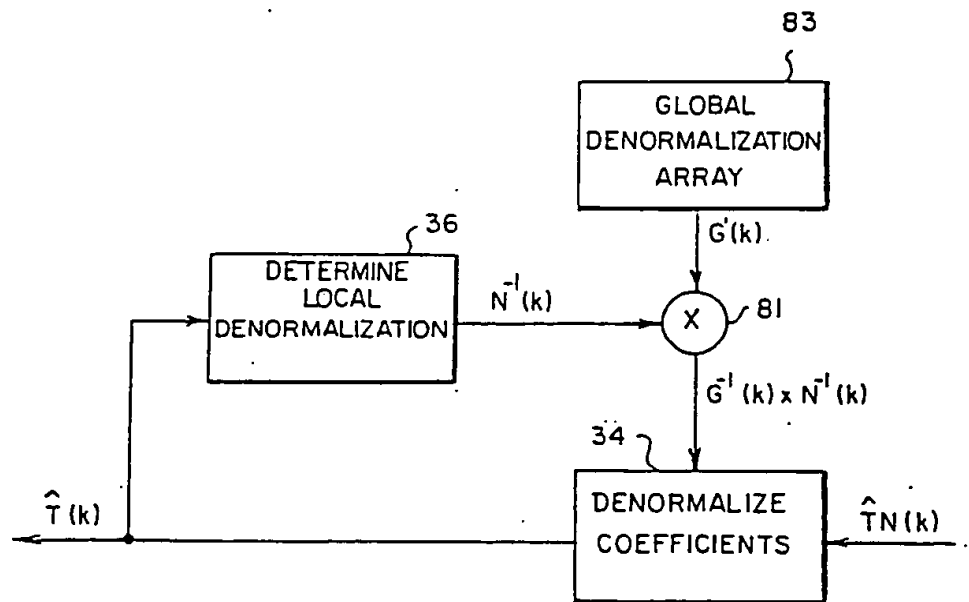 83
GLOBAL
DENORMALIZATION
ARRAY
G'(k)
36
DETERMINE
LOCAL
DENORMALIZATION
N⁻¹(k)
X
81
G⁻¹(k) x N⁻¹(k)
34
DENORMALIZE
COEFFICIENTS
T̂(k)
T̂N(k)